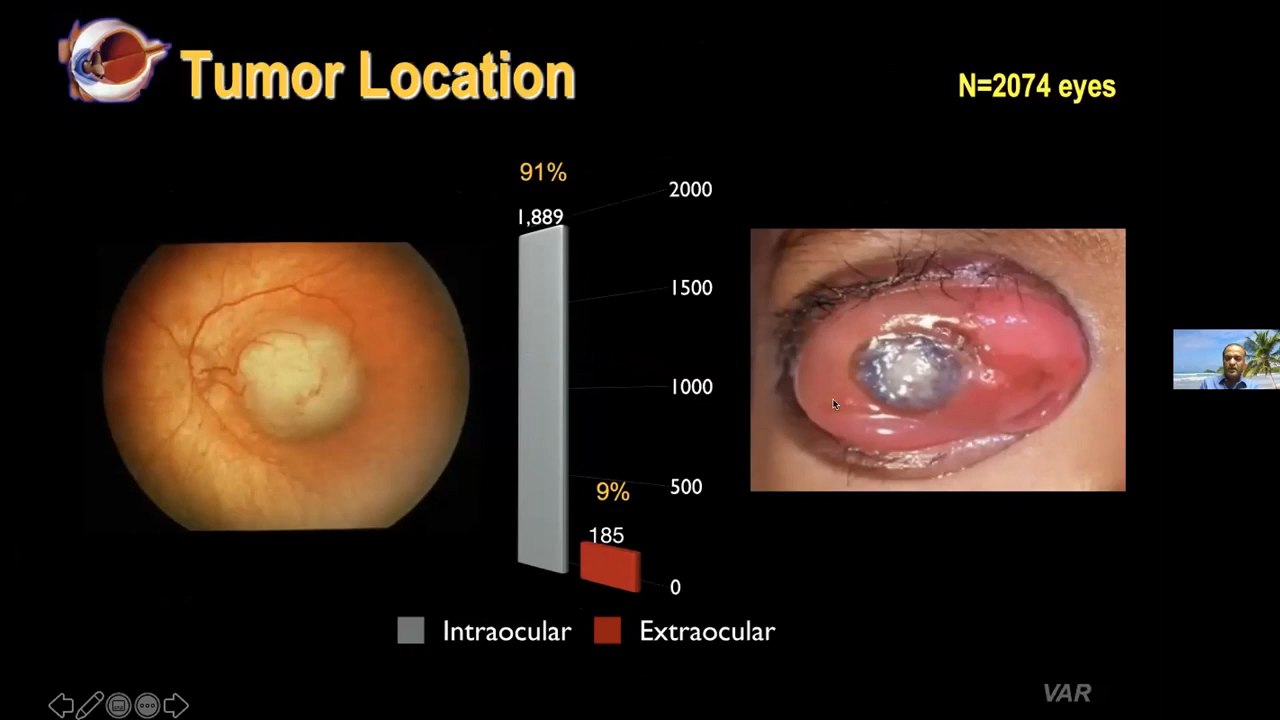 Tumor Location
N=2074 eyes
91%
1,889
2000
1500
1000
9%
500
185
0
Intraocular
Extraocular
VAR